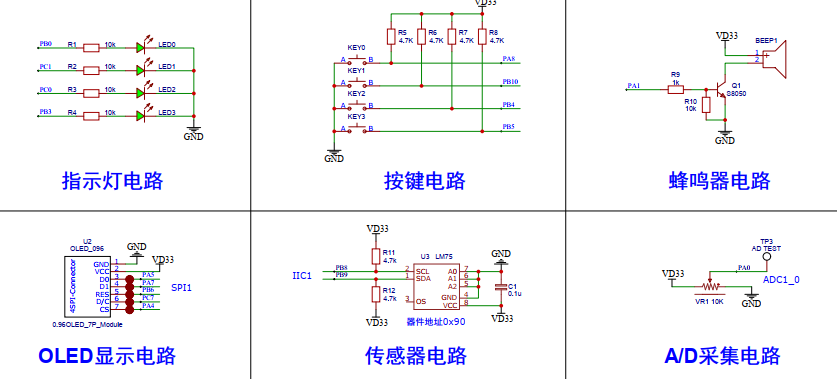 PB0 R1 10k LED0
PC1 R2 10k LED1
PC0 R3 10k LED2
PB3 R4 10k LED3
GND
指示灯电路
VD33
R5 4.7K R6 4.7K R7 4.7K R8 4.7K
KEY0
A B PA8
KEY1
A B PB10
KEY2
A B PB4
KEY3
A B PB5
GND
按键电路
VD33
BEEP1
1
2
PA1 R9 1k
Q1
S8050
R10
10k
GND
蜂鸣器电路
U2
OLED_096
GND
VD33
4SPI-Connector
GND 1
VCC 2
D0 3 PA5
D1 4 PA7
RES 5 PB6
D/C 6 PC7
CS 7 PA4
SPI1
0.96OLED_7P_Module
OLED显示电路
VD33
R11
4.7k
U3 LM75
GND
IIC1
PB8 2 SCL A0 7
PB9 1 SDA A1 6
A2 5
R12
4.7k
3 OS GND 4
VCC 8
C1
0.1u
VD33
VD33
器件地址0x90
传感器电路
TP3
AD TEST
VD33
PA0
ADC1_0
VR1 10K
GND
A/D采集电路